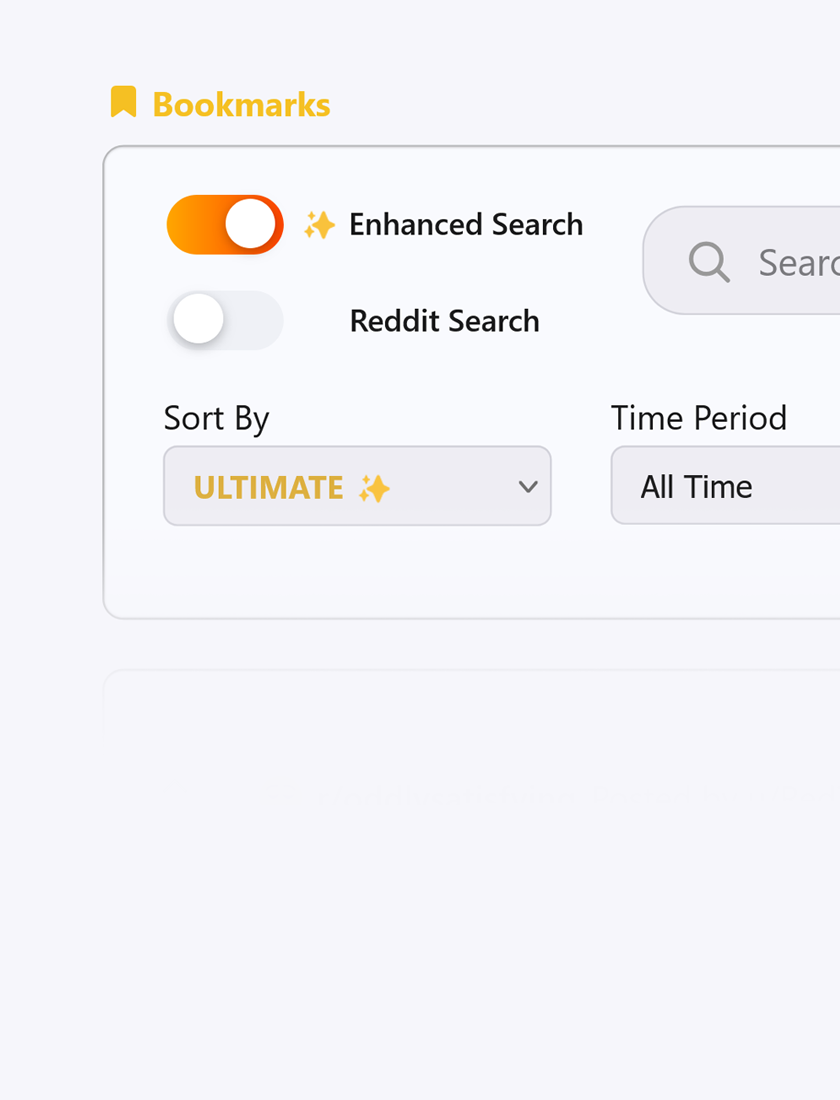 Bookmarks
Enhanced Search
Reddit Search
Sort By
ULTIMATE
Time Period
All Time